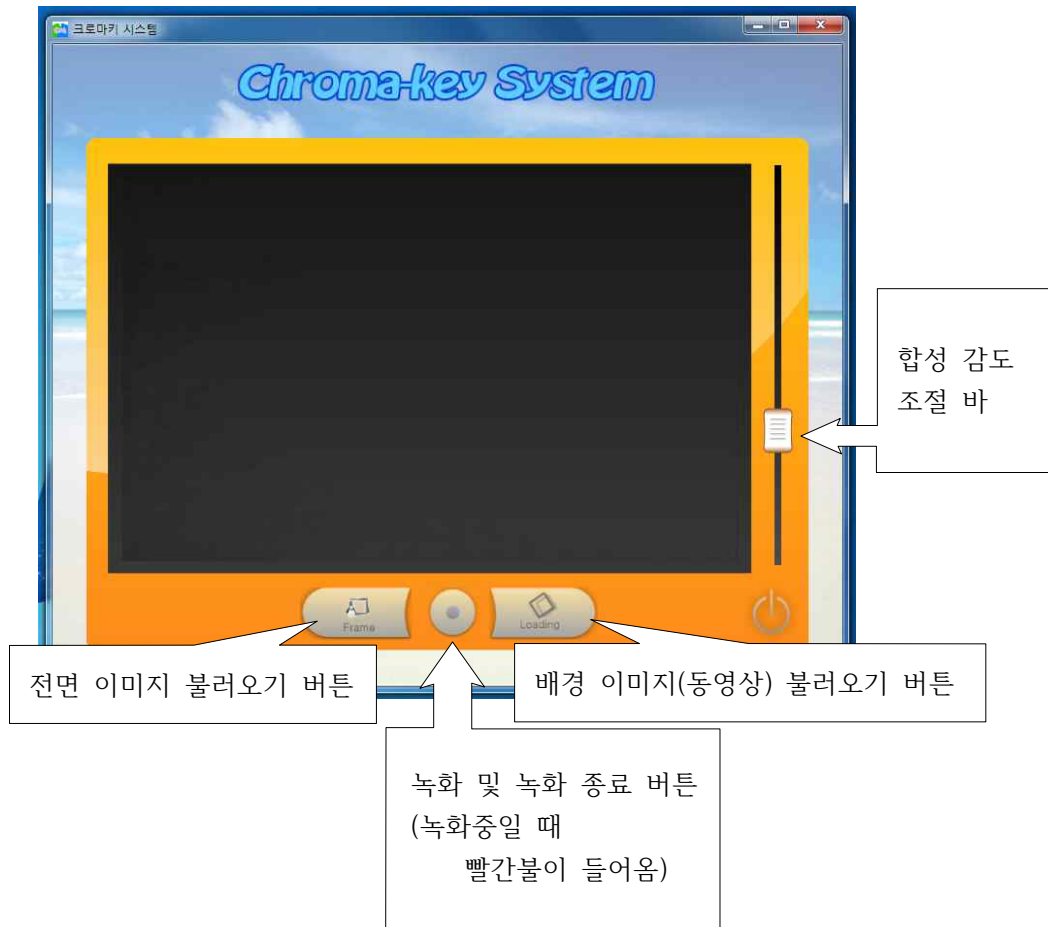 크로마키 시스템
Chroma-key System
합성 감도
조절 바
Frame
Loading
전면 이미지 불러오기 버튼
배경 이미지(동영상) 불러오기 버튼
녹화 및 녹화 종료 버튼
(녹화중일 때
빨간불이 들어옴)